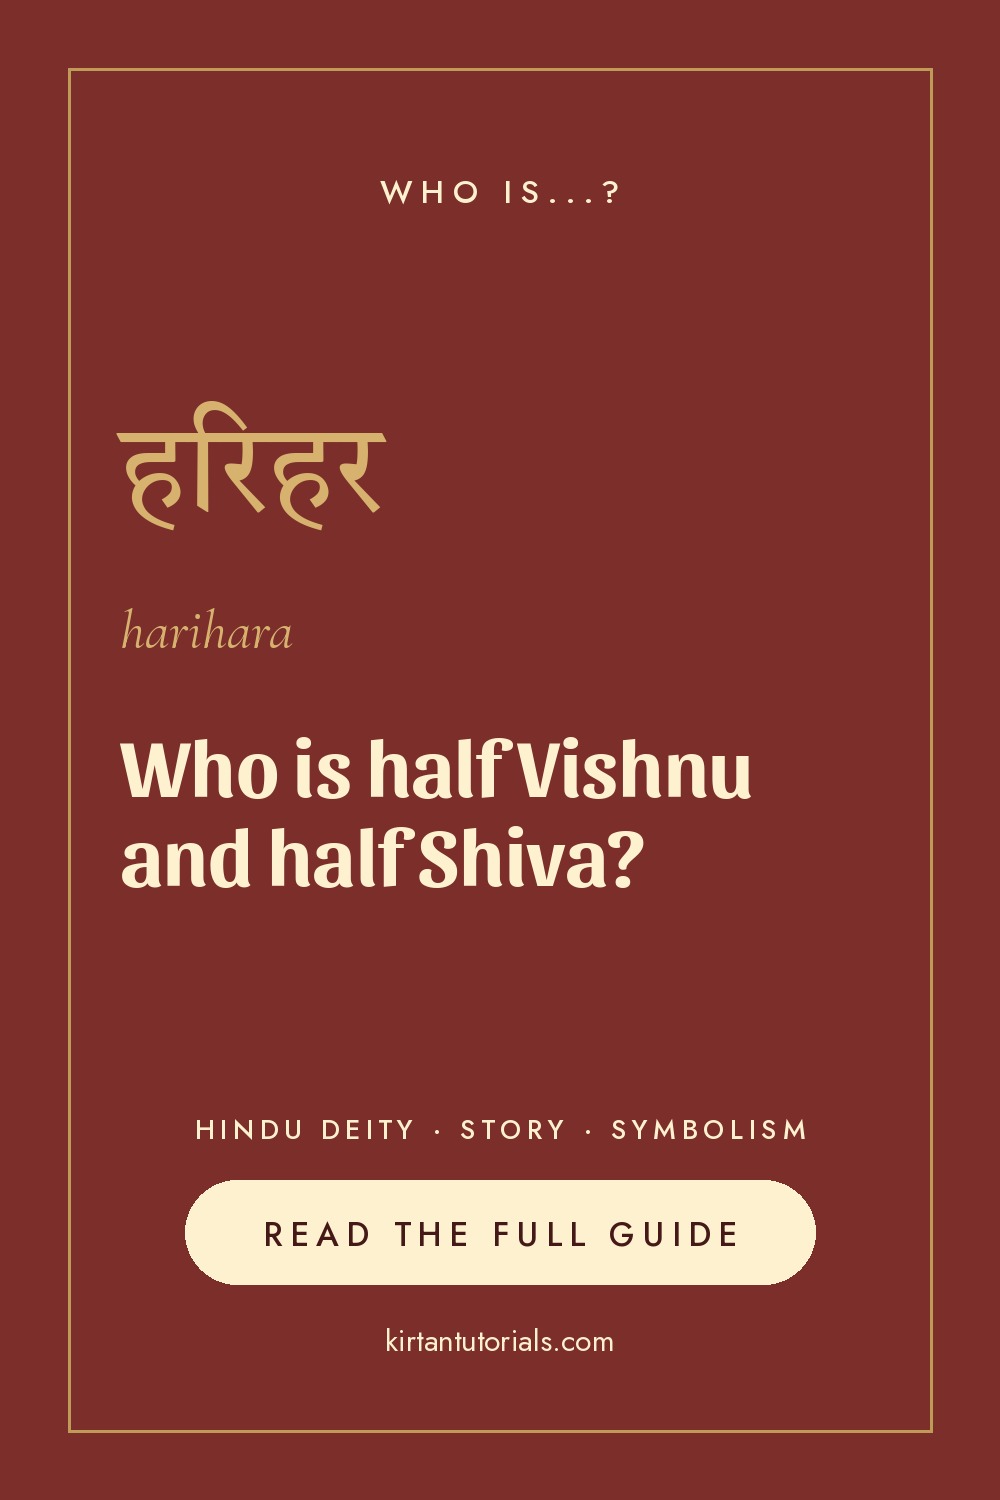 WHO IS...?
हरिहर
harihara
Who is half Vishnu
and half Shiva?
HINDU DEITY · STORY · SYMBOLISM
READ THE FULL GUIDE
kirtantutorials.com